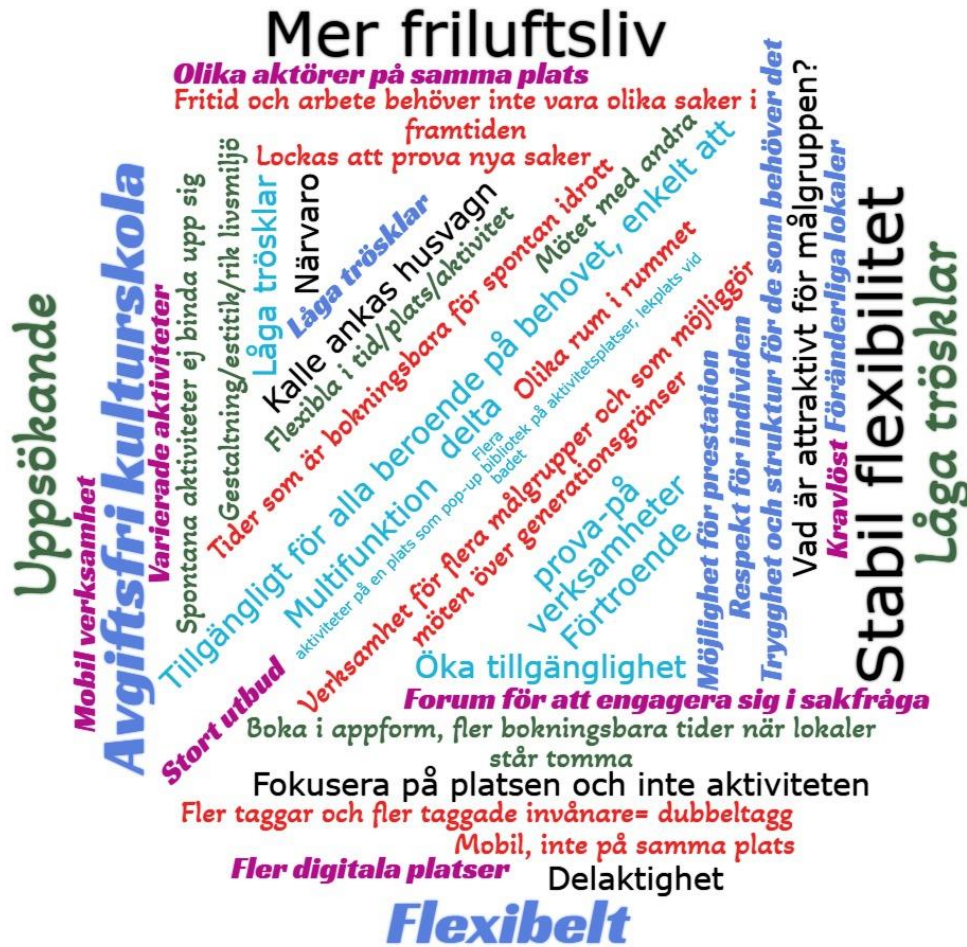 Mer friluftsliv
Olika aktörer på samma plats
Fritid och arbete behöver inte vara olika saker i
framtiden
Lockas att prova nya saker
Uppsökande
Mobil verksamhet
Avgiftsfri kulturskola
Varierade aktiviteter
Spontana aktiviteter ej binda upp sig
Gestaltning/estitik/rik livsmiljö
Låga trösklar
Närvaro
Låga trösklar
Kalle ankas husvagn
Flexibla i tid/plats/aktivitet
Tider som är bokningsbara för spontan idrott
Mötet med andra
Tillgängligt för alla beroende på behovet, enkelt att
delta
Olika rum i rummet
Multifunktion
Flera
aktiviteter på en plats som pop-up bibliotek på aktivitetsplatser, lekplats vid
badet
Verksamhet för flera målgrupper och som möjliggör
möten över generationsgränser
Stort utbud
prova-på
verksamheter
Förtroende
Öka tillgänglighet
Möjlighet för prestation
Respekt för individen
Trygghet och struktur för de som behöver det
Vad är attraktivt för målgruppen?
Kravlöst
Föränderliga lokaler
Stabil flexibilitet
Låga trösklar
Forum för att engagera sig i sakfråga
Boka i appform, fler bokningsbara tider när lokaler
står tomma
Fokusera på platsen och inte aktiviteten
Fler taggar och fler taggade invånare= dubbeltagg
Mobil, inte på samma plats
Fler digitala platser
Delaktighet
Flexibelt